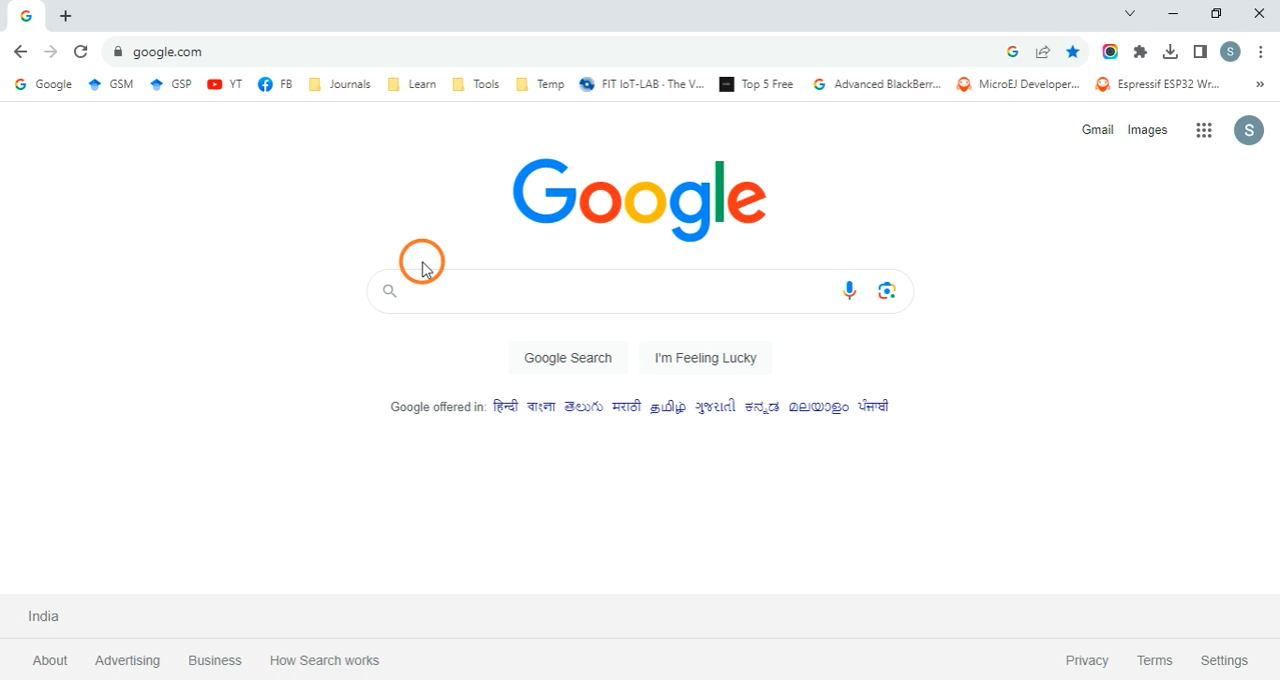 google.com
S
Google GSM GSP YT FB Journals Learn Tools Temp FIT IoT-LAB · The V... Top 5 Free Advanced BlackBerr... MicroEJ Developer... Espressif ESP32 Wr... »
Gmail Images S
Google
Google Search I'm Feeling Lucky
Google offered in: हिन्दी বাংলা తెలుగు मराठी தமிழ் ગુજરાતી ಕನ್ನಡ മലയാളം ਪੰਜਾਬੀ
India
About Advertising Business How Search works Privacy Terms Settings